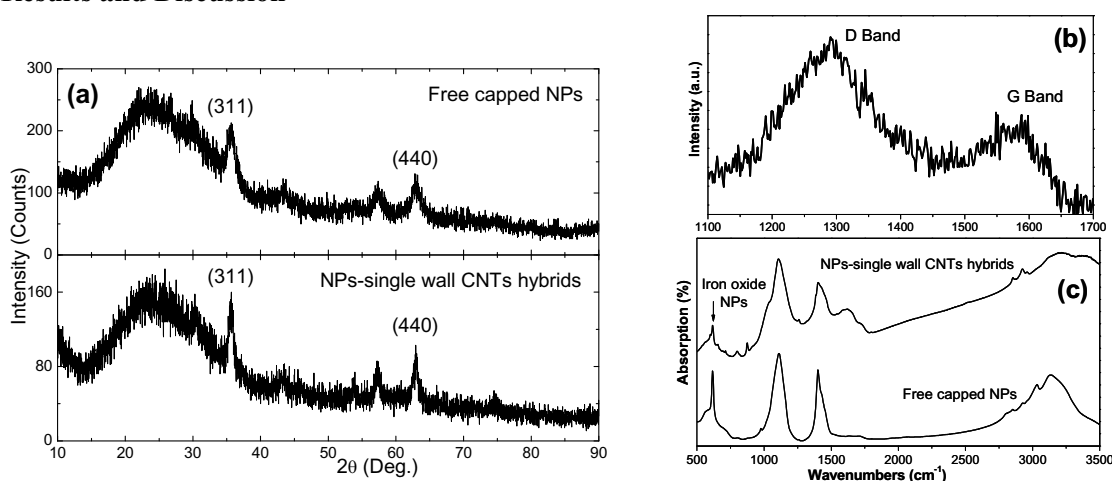 (a)
Free capped NPs
(311)
(440)
300
200
100
0
NPs-single wall CNTs hybrids
(311)
(440)
160
80
0
Intensity (Counts)
10 20 30 40 50 60 70 80 90
2θ (Deg.)
(b)
D Band
G Band
Intensity (a.u.)
1100 1200 1300 1400 1500 1600 1700
(c)
NPs-single wall CNTs hybrids
Iron oxide
NPs
Free capped NPs
Absorption (%)
500 1000 1500 2000 2500 3000 3500
Wavenumbers (cm⁻¹)